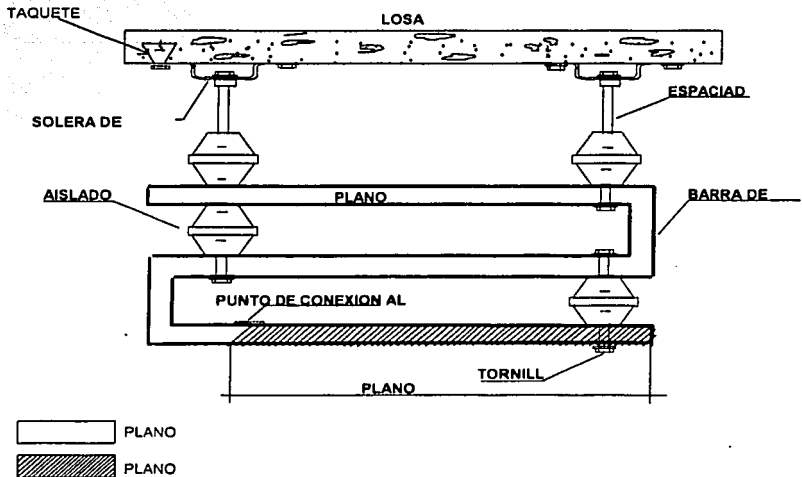 TAQUETE
LOSA
SOLERA DE
ESPACIAD
AISLADO
PLANO
BARRA DE
PUNTO DE CONEXION AL
TORNILL
PLANO
PLANO
PLANO